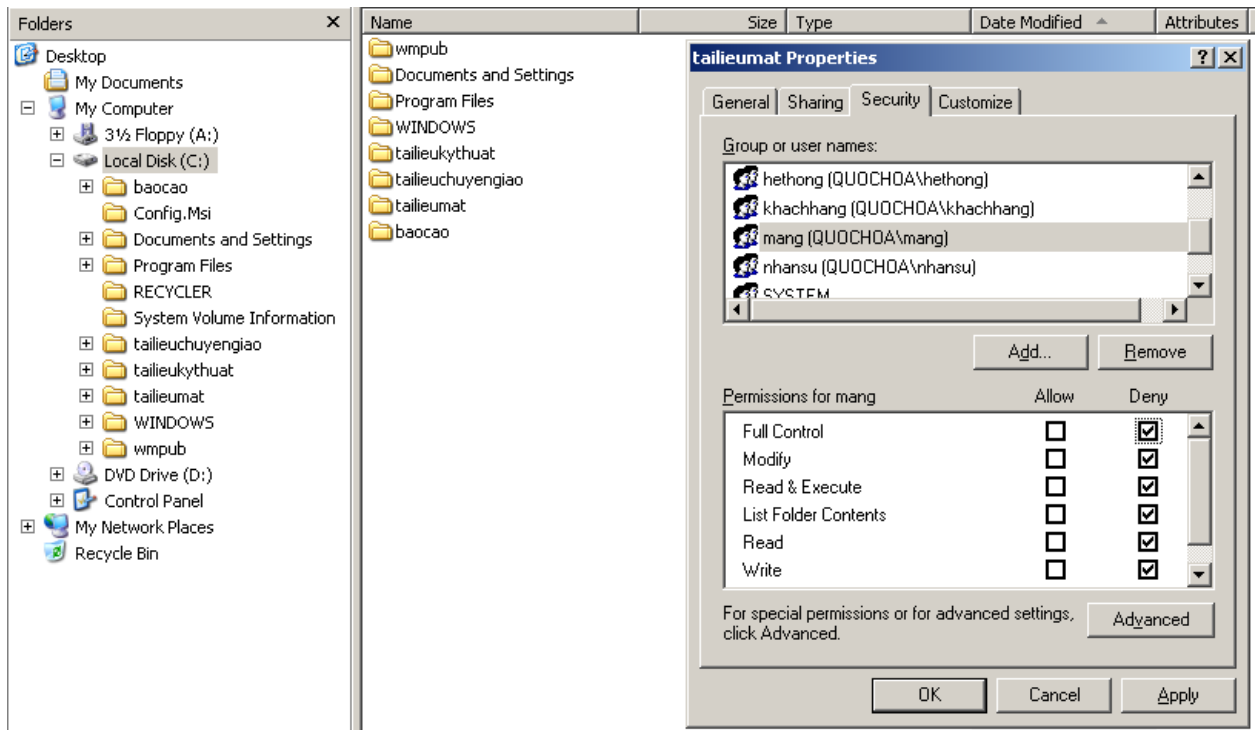 Folders
Desktop
My Documents
My Computer
3½ Floppy (A:)
Local Disk (C:)
baocao
Config.Msi
Documents and Settings
Program Files
RECYCLER
System Volume Information
tailieuchuyengiao
tailieukythuat
tailieumat
WINDOWS
wmpub
DVD Drive (D:)
Control Panel
My Network Places
Recycle Bin
Name Size Type Date Modified Attributes
wmpub
Documents and Settings
Program Files
WINDOWS
tailieukythuat
tailieuchuyengiao
tailieumat
baocao
tailieumat Properties
General Sharing Security Customize
Group or user names:
hethong (QUOCHOA\hethong)
khachhang (QUOCHOA\khachhang)
mang (QUOCHOA\mang)
nhansu (QUOCHOA\nhansu)
SYSTEM
Add... Remove
Permissions for mang Allow Deny
Full Control
Modify
Read & Execute
List Folder Contents
Read
Write
For special permissions or for advanced settings,
click Advanced.
Advanced
OK Cancel Apply